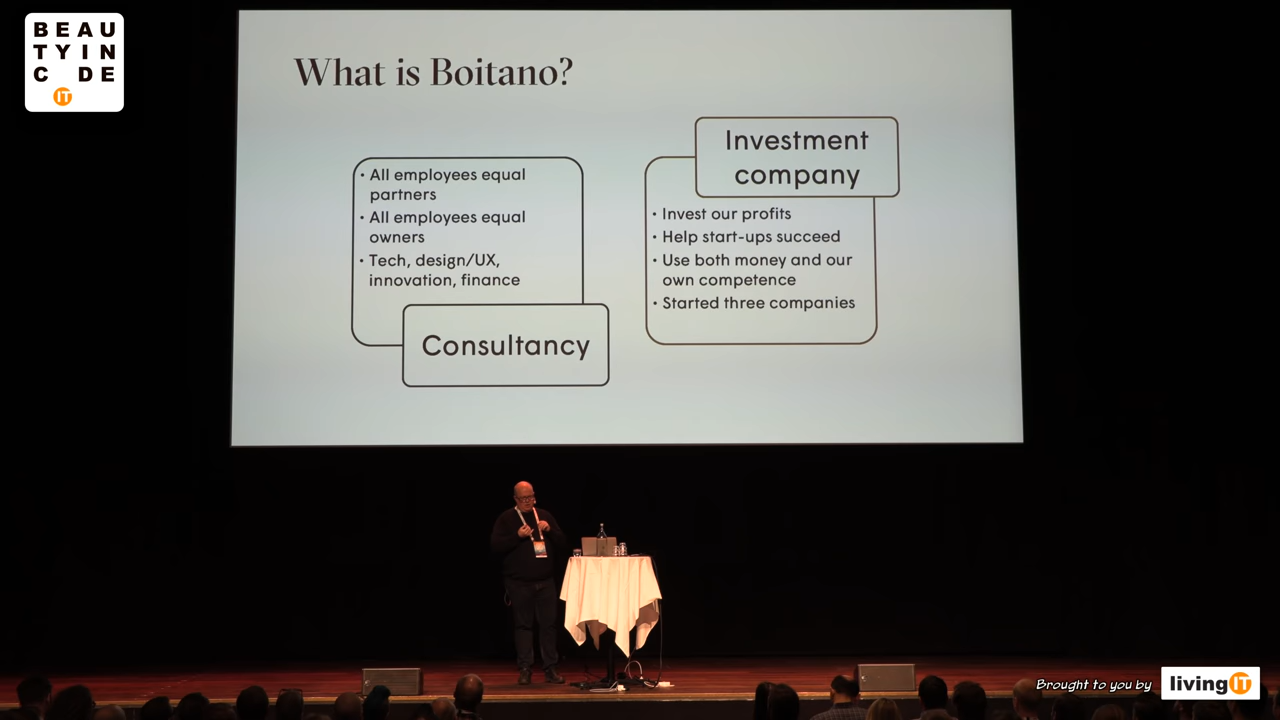 BEAU
TYIN
C DE
IT
What is Boitano?
• All employees equal
partners
• All employees equal
owners
• Tech, design/UX,
innovation, finance
Consultancy
Investment
company
• Invest our profits
• Help start-ups succeed
• Use both money and our
own competence
• Started three companies
Brought to you by
livingIT